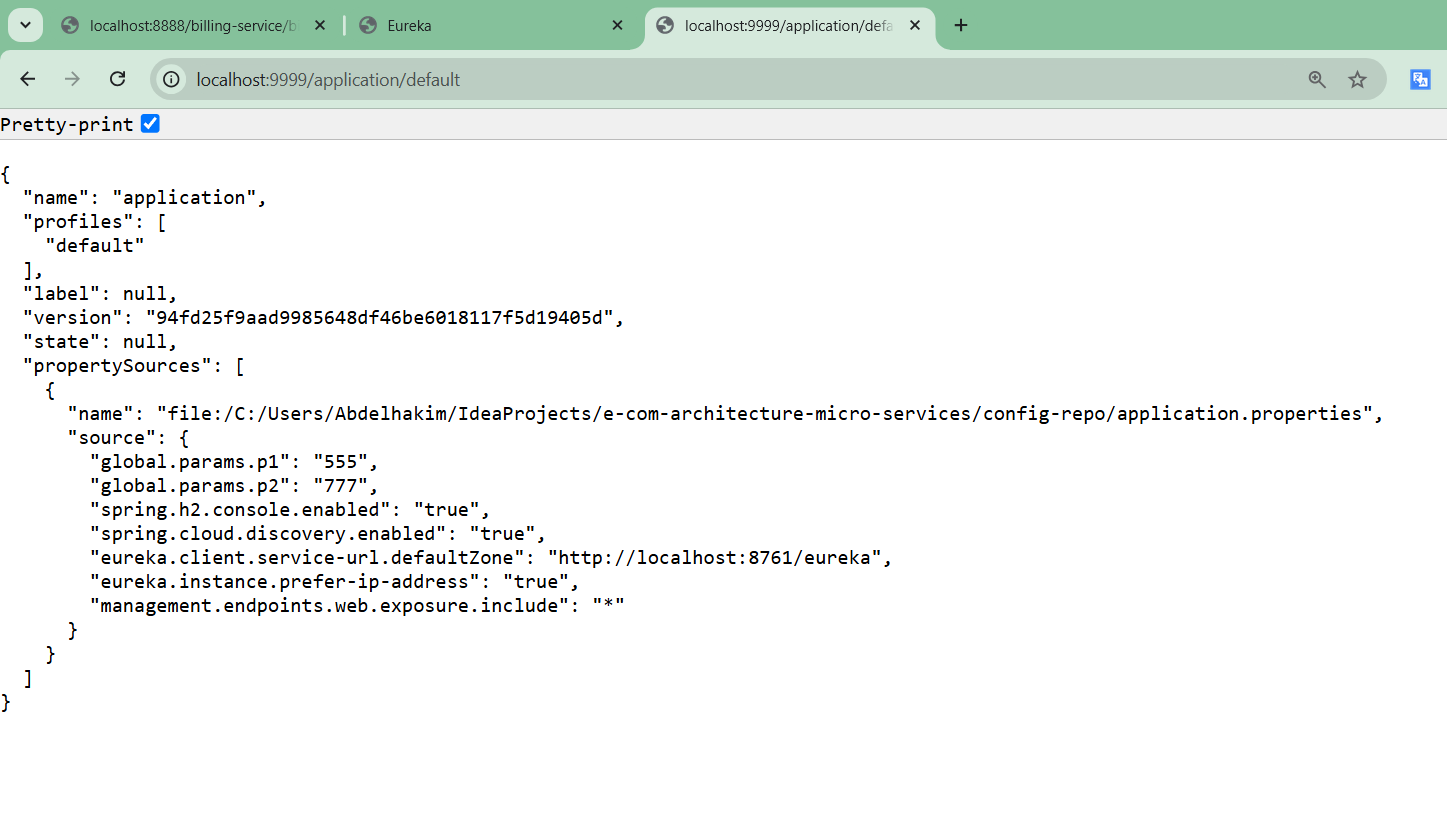 localhost:8888/billing-service/b
Eureka
localhost:9999/application/defa
localhost:9999/application/default
Pretty-print
{
  "name": "application",
  "profiles": [
    "default"
  ],
  "label": null,
  "version": "94fd25f9aad9985648df46be6018117f5d19405d",
  "state": null,
  "propertySources": [
    {
      "name": "file:/C:/Users/Abdelhakim/IdeaProjects/e-com-architecture-micro-services/config-repo/application.properties",
      "source": {
        "global.params.p1": "555",
        "global.params.p2": "777",
        "spring.h2.console.enabled": "true",
        "spring.cloud.discovery.enabled": "true",
        "eureka.client.service-url.defaultZone": "http://localhost:8761/eureka",
        "eureka.instance.prefer-ip-address": "true",
        "management.endpoints.web.exposure.include": "*"
      }
    }
  ]
}